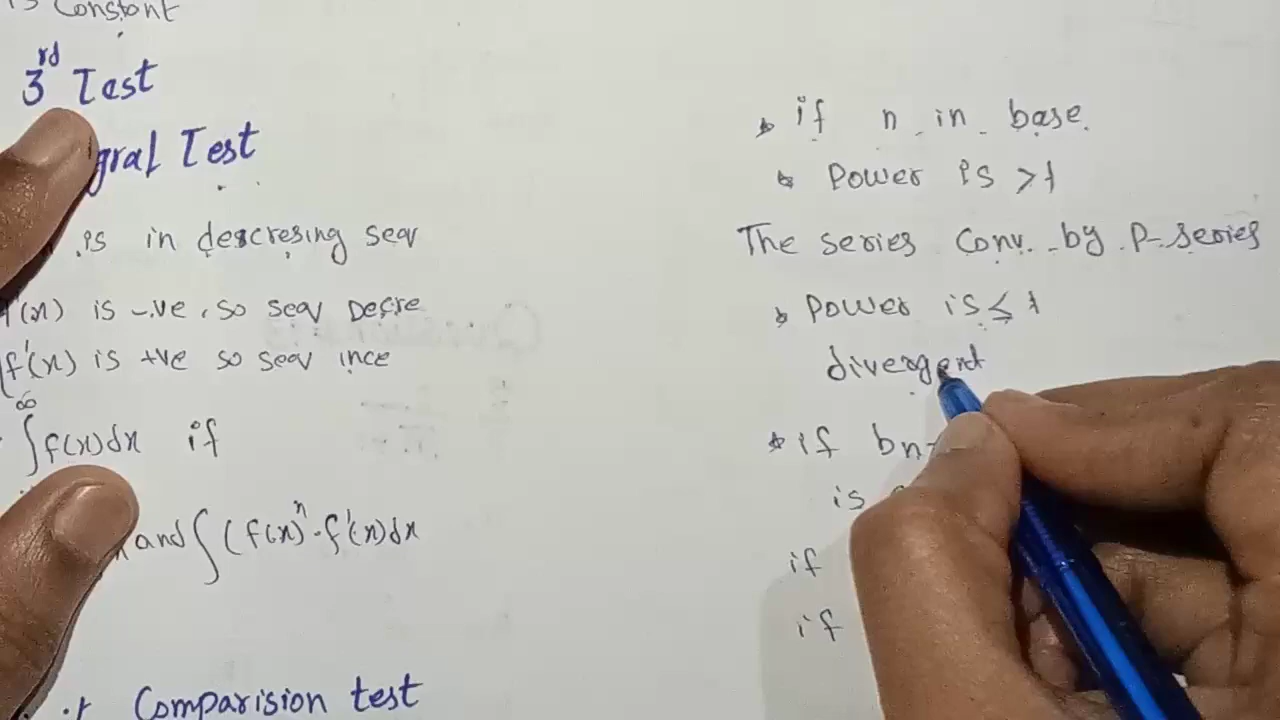 is Constant
3rd Test
gral Test
is in descresing seq
f'(x) is -ve, so seq Decre
f'(x) is +ve so seq ince
∞
∫f(x)dx if
and ∫(f(x)^n · f'(x)dx
Comparision test
if n in base
Power is >1
The series Conv. by P-series
Power is ≤ 1
divergent
if bn
is
if
if